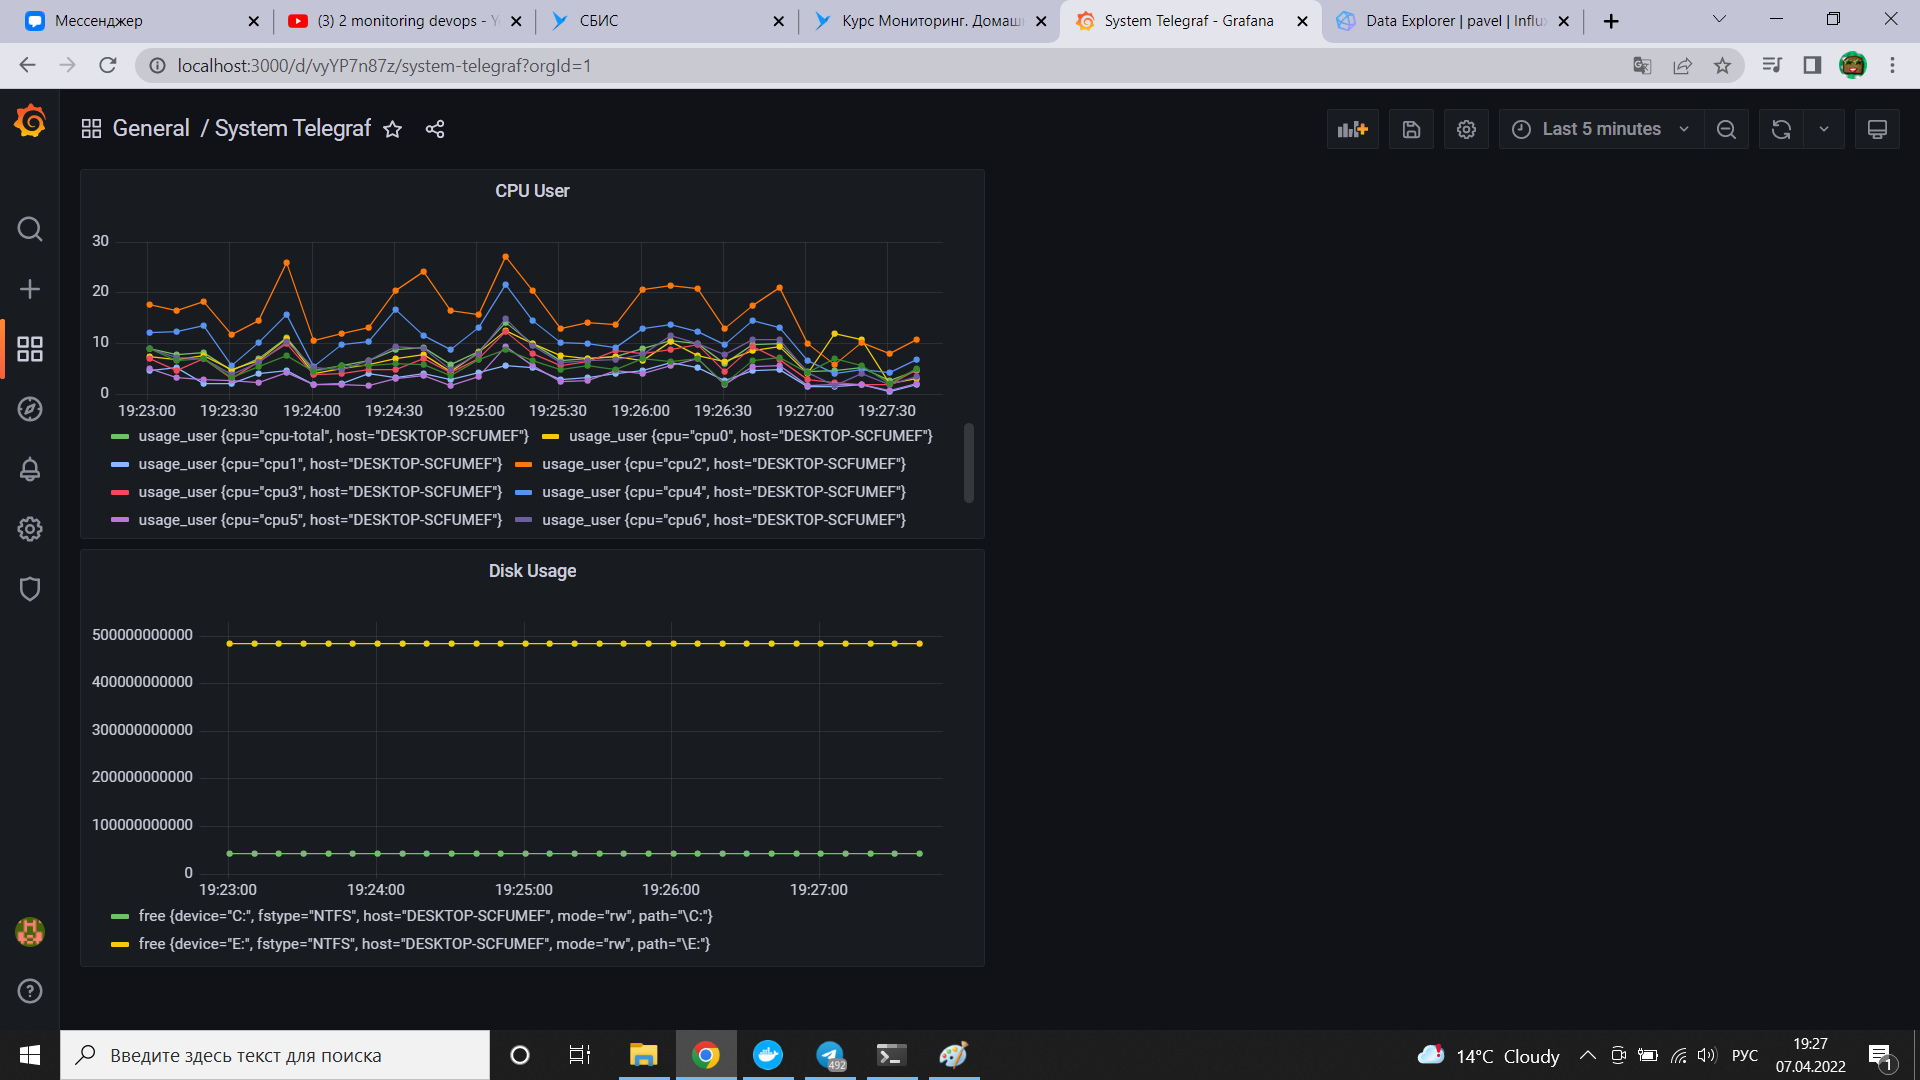 Мессенджер
(3) 2 monitoring devops - Y
СБИС
Курс Мониторинг. Домаш
System Telegraf - Grafana
Data Explorer | pavel | Influ
localhost:3000/d/vyYP7n87z/system-telegraf?orgId=1
General / System Telegraf
Last 5 minutes
CPU User
30
20
10
0
19:23:00 19:23:30 19:24:00 19:24:30 19:25:00 19:25:30 19:26:00 19:26:30 19:27:00 19:27:30
usage_user {cpu="cpu-total", host="DESKTOP-SCFUMEF"} usage_user {cpu="cpu0", host="DESKTOP-SCFUMEF"}
usage_user {cpu="cpu1", host="DESKTOP-SCFUMEF"} usage_user {cpu="cpu2", host="DESKTOP-SCFUMEF"}
usage_user {cpu="cpu3", host="DESKTOP-SCFUMEF"} usage_user {cpu="cpu4", host="DESKTOP-SCFUMEF"}
usage_user {cpu="cpu5", host="DESKTOP-SCFUMEF"} usage_user {cpu="cpu6", host="DESKTOP-SCFUMEF"}
Disk Usage
500000000000
400000000000
300000000000
200000000000
100000000000
0
19:23:00 19:24:00 19:25:00 19:26:00 19:27:00
free {device="C:", fstype="NTFS", host="DESKTOP-SCFUMEF", mode="rw", path="\C:"}
free {device="E:", fstype="NTFS", host="DESKTOP-SCFUMEF", mode="rw", path="\E:"}
Введите здесь текст для поиска
492
14°C Cloudy
РУС
19:27
07.04.2022
1